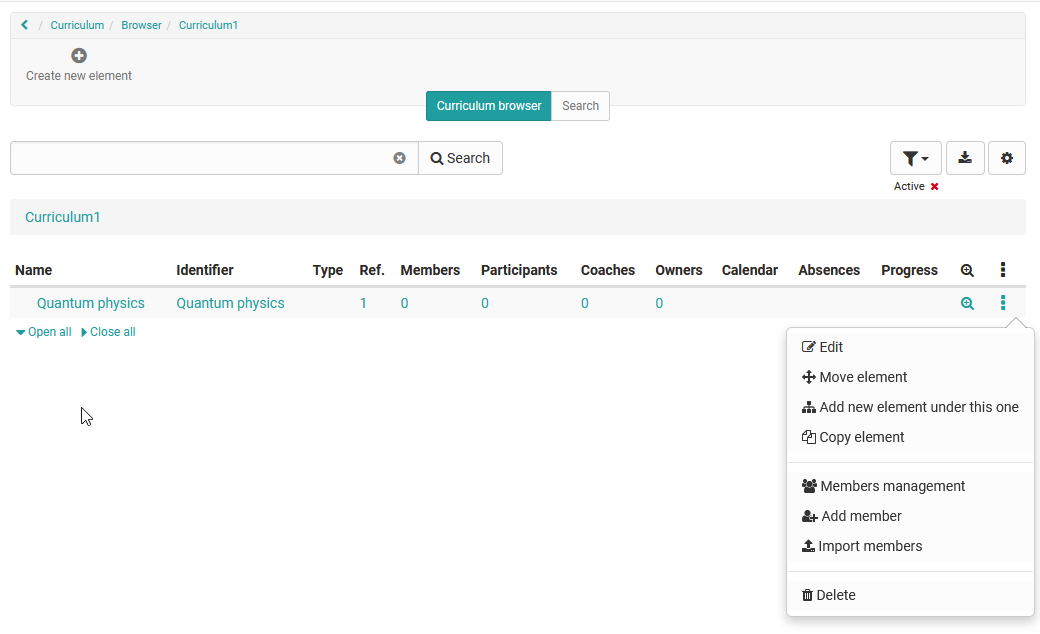 / Curriculum / Browser / Curriculum1
Create new element
Curriculum browser Search
Search
Active
Curriculum1
Name Identifier Type Ref. Members Participants Coaches Owners Calendar Absences Progress
Quantum physics Quantum physics 1 0 0 0 0
Open all Close all
Edit
Move element
Add new element under this one
Copy element
Members management
Add member
Import members
Delete